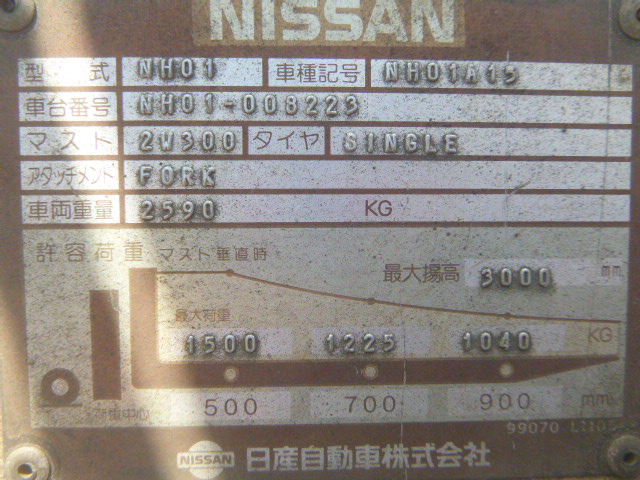 NISSAN
型式 NH01 車種記号 NH01A15
車台番号 NH01-008223
マスト 2W300 タイヤ SINGLE
アタッチメント FORK
車両重量 2590 KG
許容荷重 マスト垂直時
最大揚高 3000 mm
最大荷重
1500 1225 1040 KG
荷重中心 500 700 900 mm
99070
NISSAN 日産自動車株式会社